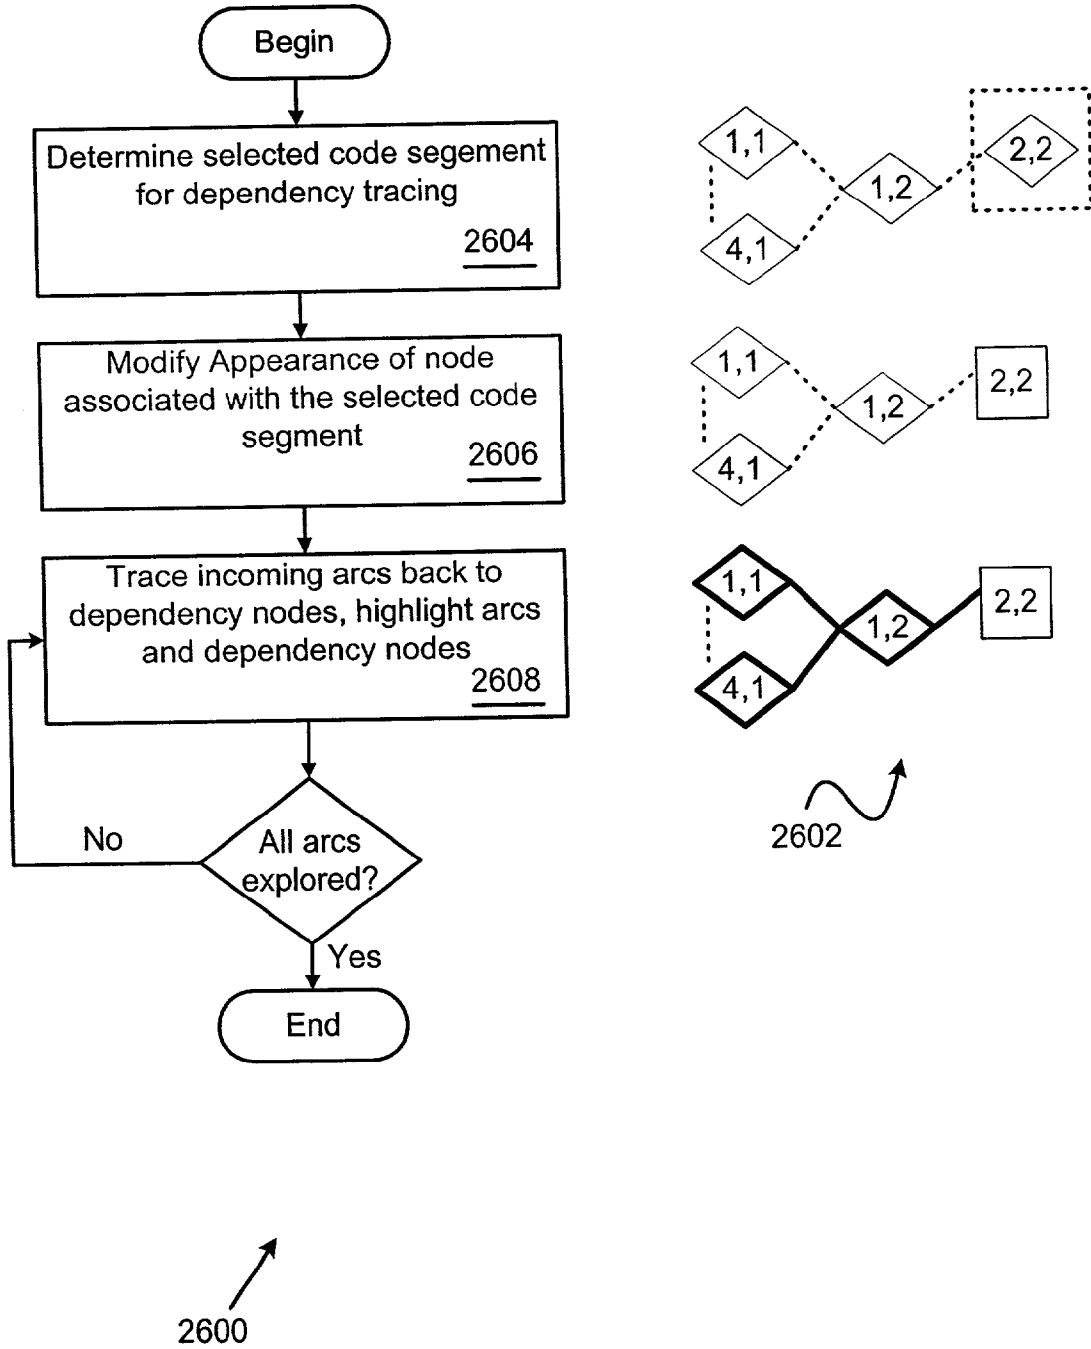 Begin
Determine selected code segement
for dependency tracing
2604
1,1
1,2
2,2
4,1
Modify Appearance of node
associated with the selected code
segment
2606
1,1
1,2
2,2
4,1
Trace incoming arcs back to
dependency nodes, highlight arcs
and dependency nodes
2608
1,1
1,2
2,2
4,1
2602
No
All arcs
explored?
Yes
End
2600